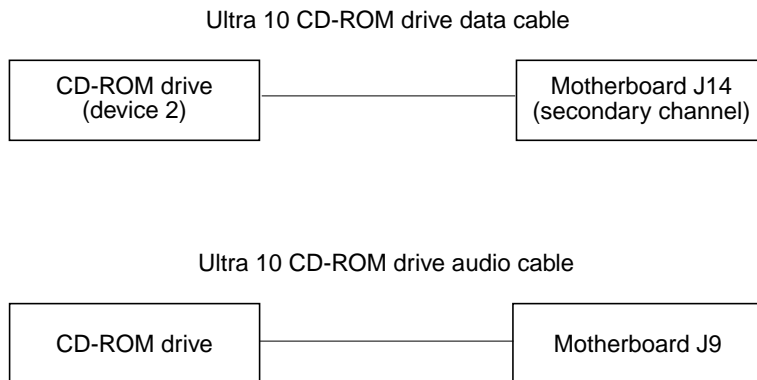 Ultra 10 CD-ROM drive data cable
CD-ROM drive
(device 2)
Motherboard J14
(secondary channel)
Ultra 10 CD-ROM drive audio cable
CD-ROM drive
Motherboard J9